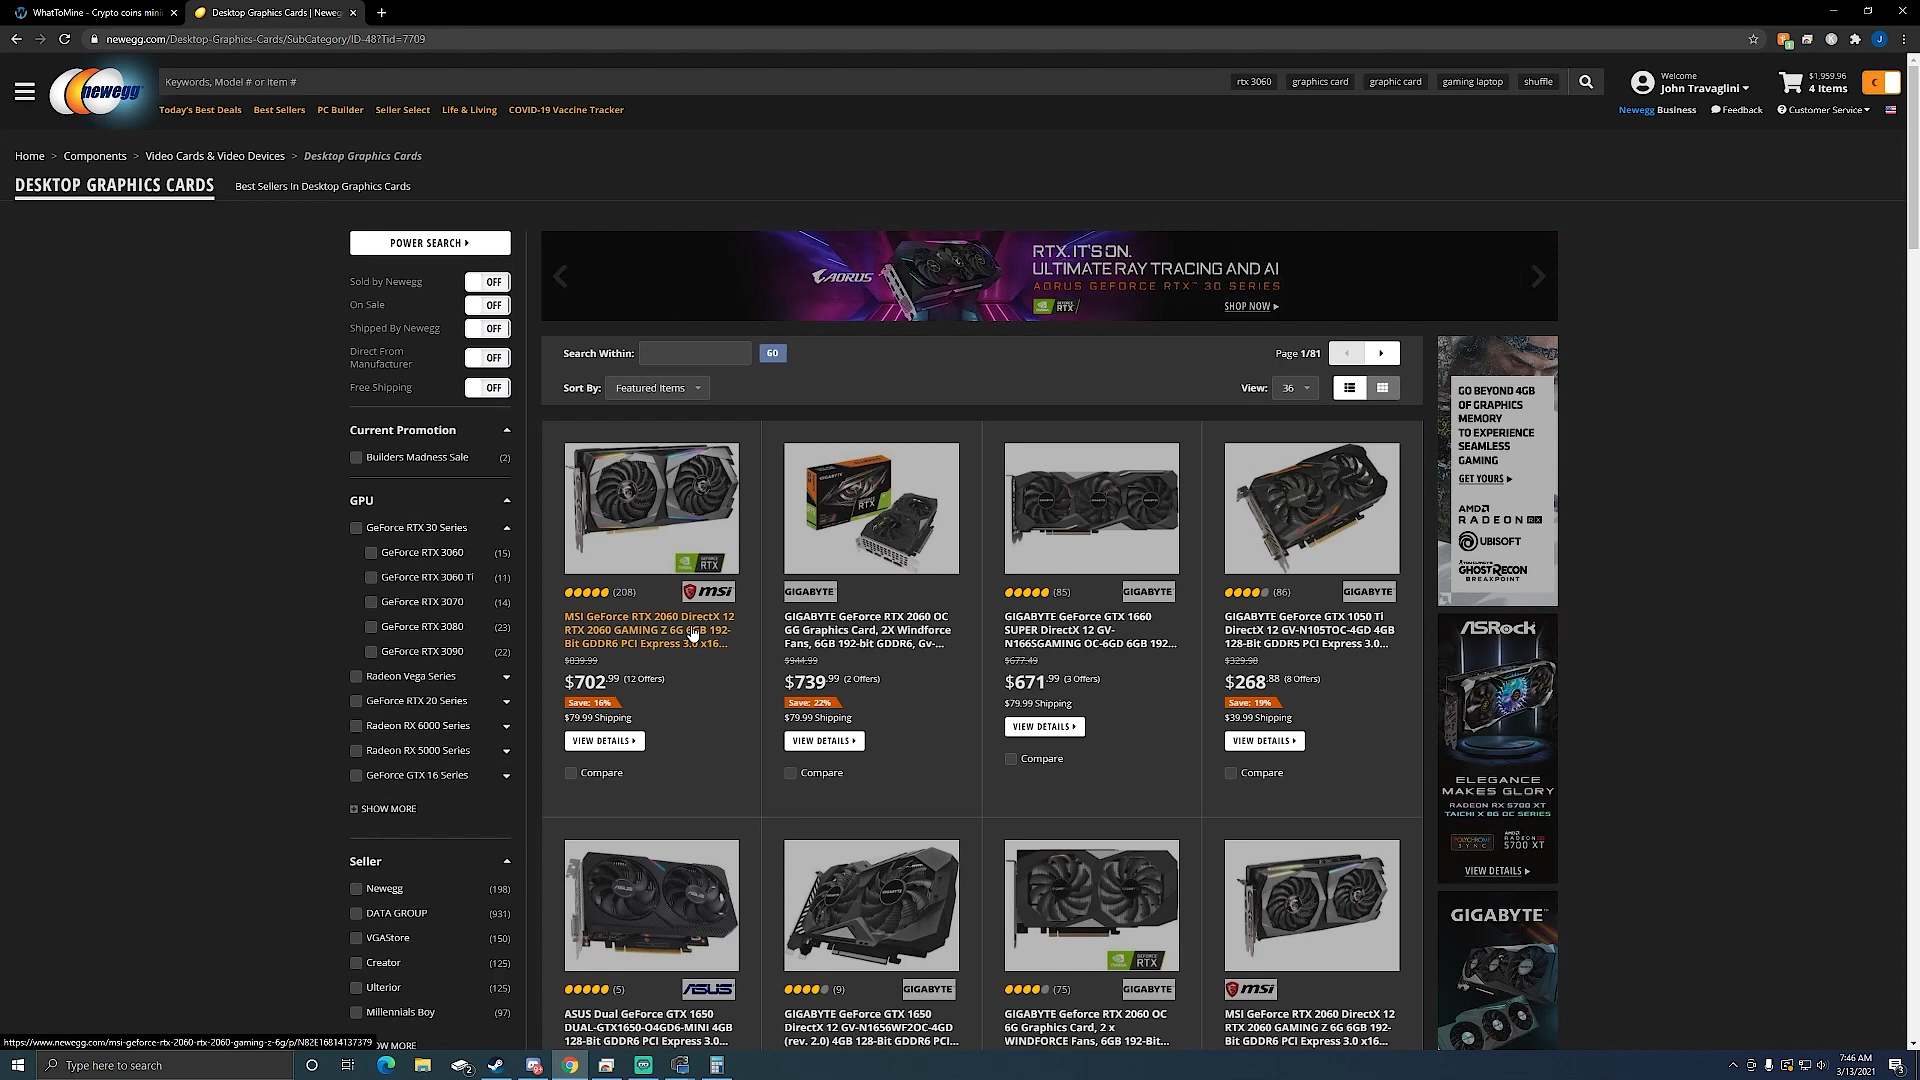 WhatToMine - Crypto coins mini
Desktop Graphics Cards | Neweg
newegg.com/Desktop-Graphics-Cards/SubCategory/ID-48?Tid=7709
newegg
Keywords, Model # or Item #
rtx 3060
graphics card
graphic card
gaming laptop
shuffle
Welcome
John Travaglini
$1,959.96
4 Items
Today's Best Deals
Best Sellers
PC Builder
Seller Select
Life & Living
COVID-19 Vaccine Tracker
Newegg Business
Feedback
Customer Service
Home > Components > Video Cards & Video Devices > Desktop Graphics Cards
DESKTOP GRAPHICS CARDS
Best Sellers In Desktop Graphics Cards
POWER SEARCH
Sold by Newegg OFF
On Sale OFF
Shipped By Newegg OFF
Direct From
Manufacturer OFF
Free Shipping OFF
Current Promotion
Builders Madness Sale (2)
GPU
GeForce RTX 30 Series
GeForce RTX 3060 (15)
GeForce RTX 3060 Ti (11)
GeForce RTX 3070 (14)
GeForce RTX 3080 (23)
GeForce RTX 3090 (22)
Radeon Vega Series
GeForce RTX 20 Series
Radeon RX 6000 Series
Radeon RX 5000 Series
GeForce GTX 16 Series
SHOW MORE
Seller
Newegg (198)
DATA GROUP (931)
VGAStore (150)
Creator (125)
Ulterior (125)
Millennials Boy (97)
OW MORE
AORUS
RTX. IT'S ON.
ULTIMATE RAY TRACING AND AI
AORUS GEFORCE RTX™ 30 SERIES
SHOP NOW
Search Within: GO
Page 1/81
Sort By: Featured Items
View: 36
(208) msi
MSI GeForce RTX 2060 DirectX 12
RTX 2060 GAMING Z 6G 6GB 192-
Bit GDDR6 PCI Express 3.0 x16...
$839.99
$702.99 (12 Offers)
Save: 16%
$79.99 Shipping
VIEW DETAILS
Compare
GIGABYTE
GIGABYTE GeForce RTX 2060 OC
GG Graphics Card, 2X Windforce
Fans, 6GB 192-bit GDDR6, Gv-...
$944.99
$739.99 (2 Offers)
Save: 22%
$79.99 Shipping
VIEW DETAILS
Compare
(85) GIGABYTE
GIGABYTE GeForce GTX 1660
SUPER DirectX 12 GV-
N166SGAMING OC-6GD 6GB 192...
$677.49
$671.99 (3 Offers)
$79.99 Shipping
VIEW DETAILS
Compare
(86) GIGABYTE
GIGABYTE GeForce GTX 1050 Ti
DirectX 12 GV-N105TOC-4GD 4GB
128-Bit GDDR5 PCI Express 3.0...
$329.98
$268.88 (8 Offers)
Save: 19%
$39.99 Shipping
VIEW DETAILS
Compare
(5) ASUS
ASUS Dual GeForce GTX 1650
DUAL-GTX1650-O4GD6-MINI 4GB
128-Bit GDDR6 PCI Express 3.0...
(9) GIGABYTE
GIGABYTE GeForce GTX 1650
DirectX 12 GV-N1656WF2OC-4GD
(rev. 2.0) 4GB 128-Bit GDDR6 PCI...
(75) GIGABYTE
GIGABYTE GeForce RTX 2060 OC
6G Graphics Card, 2 x
WINDFORCE Fans, 6GB 192-Bit...
msi
MSI GeForce RTX 2060 DirectX 12
RTX 2060 GAMING Z 6G 6GB 192-
Bit GDDR6 PCI Express 3.0 x16...
GO BEYOND 4GB
OF GRAPHICS
MEMORY
TO EXPERIENCE
SEAMLESS
GAMING
GET YOURS
AMD
RADEON RX
UBISOFT
GHOST RECON
BREAKPOINT
ASRock
ELEGANCE
MAKES GLORY
RADEON RX 5700 XT
TAICHI X 8G OC SERIES
POLYCHROME
SYNC
AMD
RADEON
5700 XT
VIEW DETAILS
GIGABYTE™
https://www.newegg.com/msi-geforce-rtx-2060-rtx-2060-gaming-z-6g/p/N82E16814137379
Type here to search
7:46 AM
3/13/2021